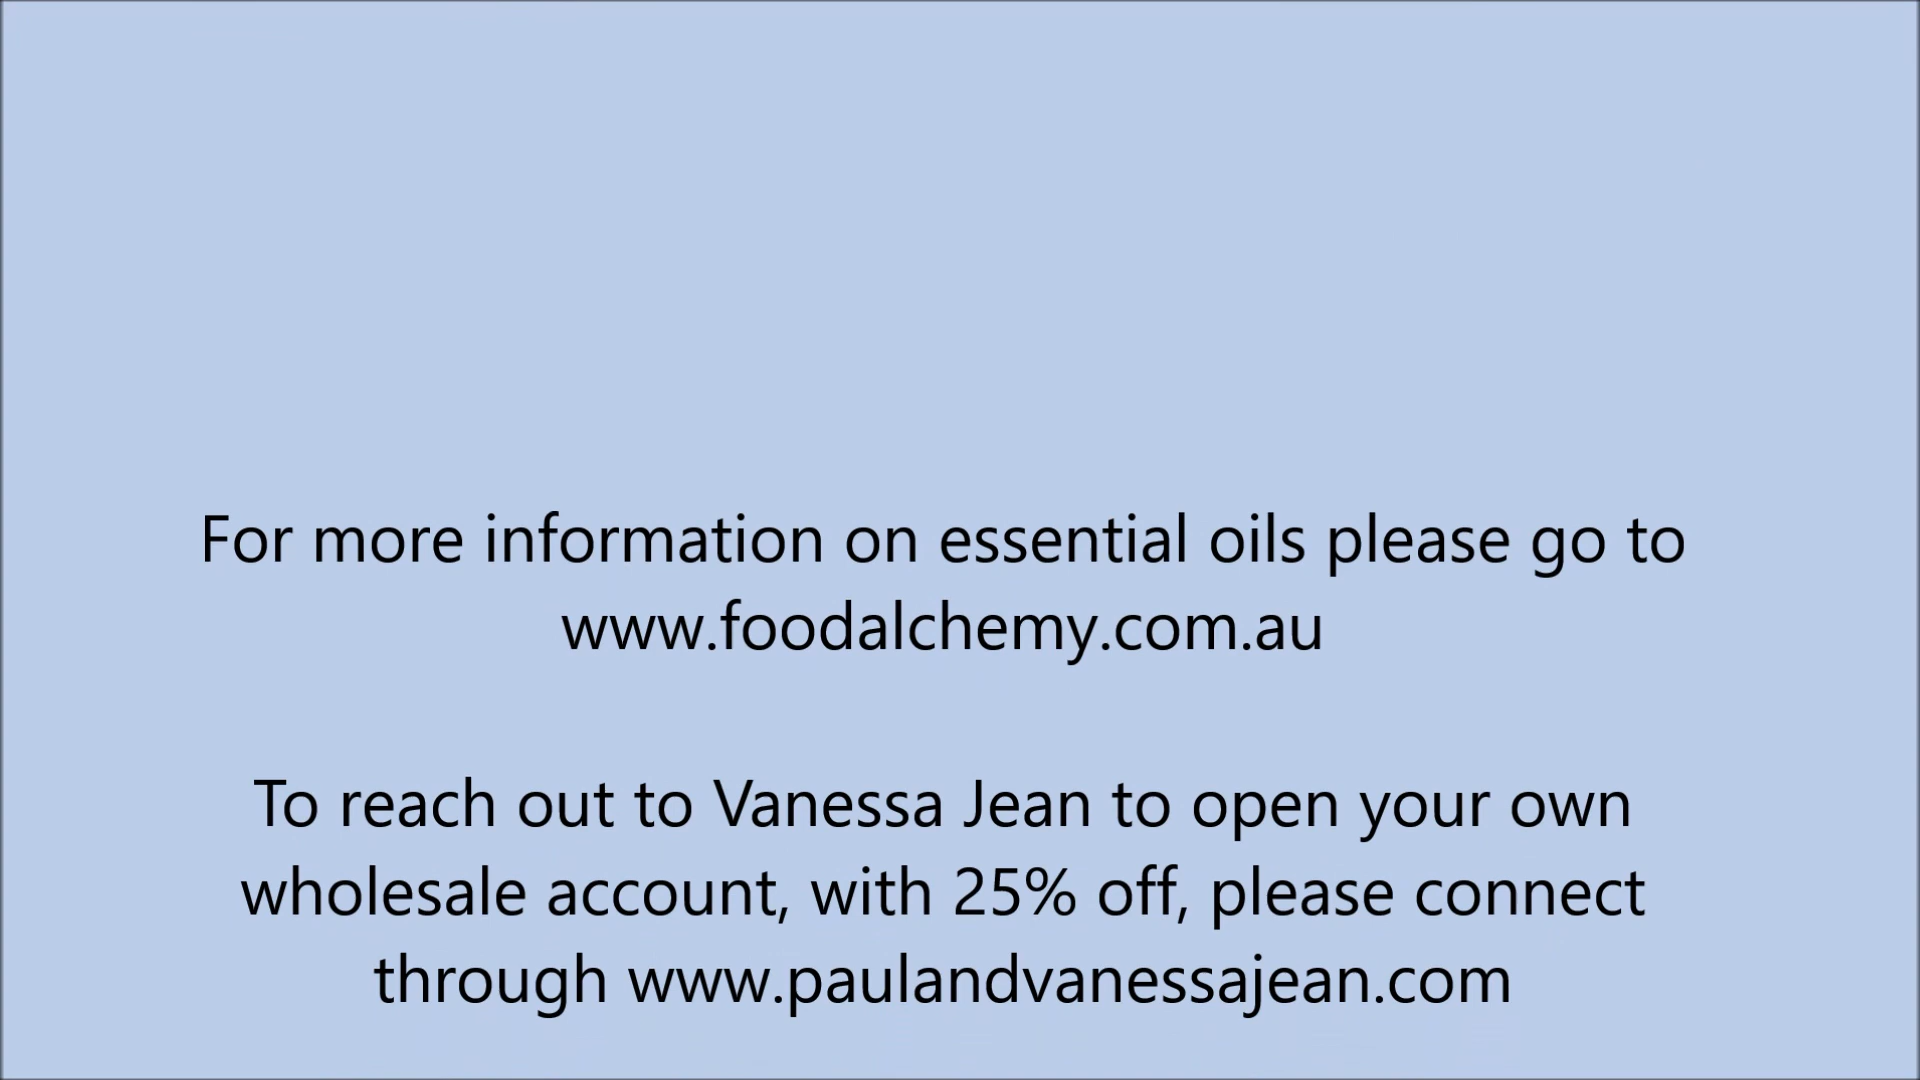 For more information on essential oils please go to
www.foodalchemy.com.au
To reach out to Vanessa Jean to open your own
wholesale account, with 25% off, please connect
through www.paulandvanessajean.com